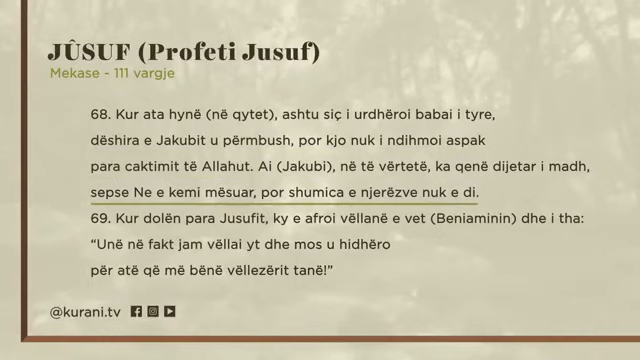 JÛSUF (Profeti Jusuf)
Mekase - 111 vargje
68. Kur ata hynë (në qytet), ashtu siç i urdhëroi babai i tyre,
dëshira e Jakubit u përmbush, por kjo nuk i ndihmoi aspak
para caktimit të Allahut. Ai (Jakubi), në të vërtetë, ka qenë dijetar i madh,
sepse Ne e kemi mësuar, por shumica e njerëzve nuk e di.
69. Kur dolën para Jusufit, ky e afroi vëllanë e vet (Beniaminin) dhe i tha:
“Unë në fakt jam vëllai yt dhe mos u hidhëro
për atë që më bënë vëllezërit tanë!”
@kurani.tv